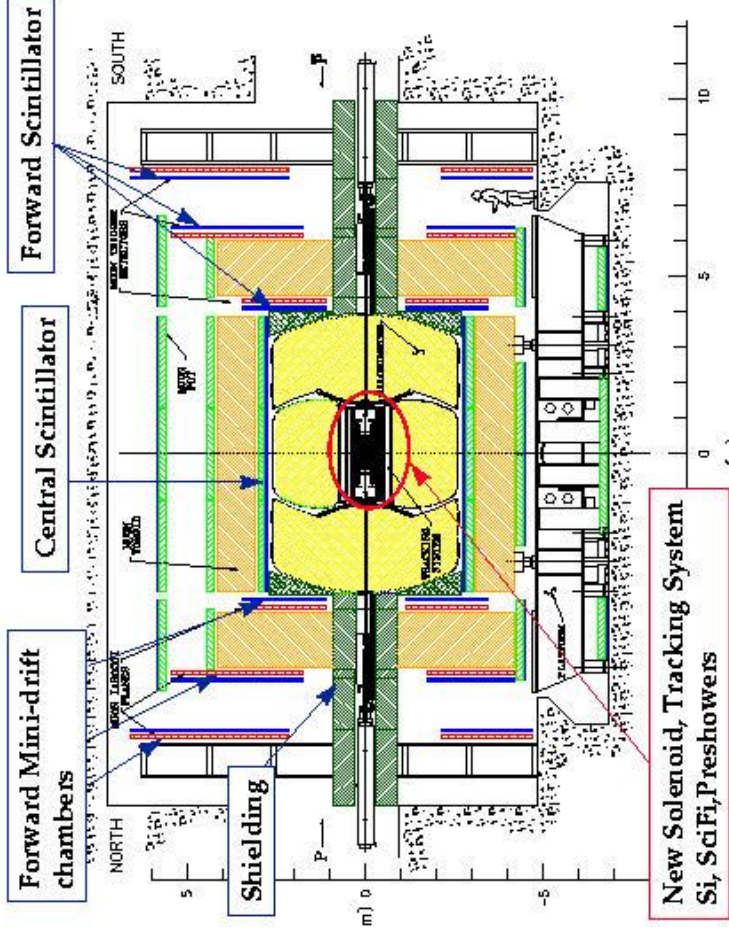 Forward Mini-drift
chambers
Central Scintillator
Forward Scintillator
NORTH
SOUTH
Shielding
TRACKING
SYSTEM
P
5
m) 0
-5
0
5
10
New Solenoid, Tracking System
Si, SciFi,Preshowers